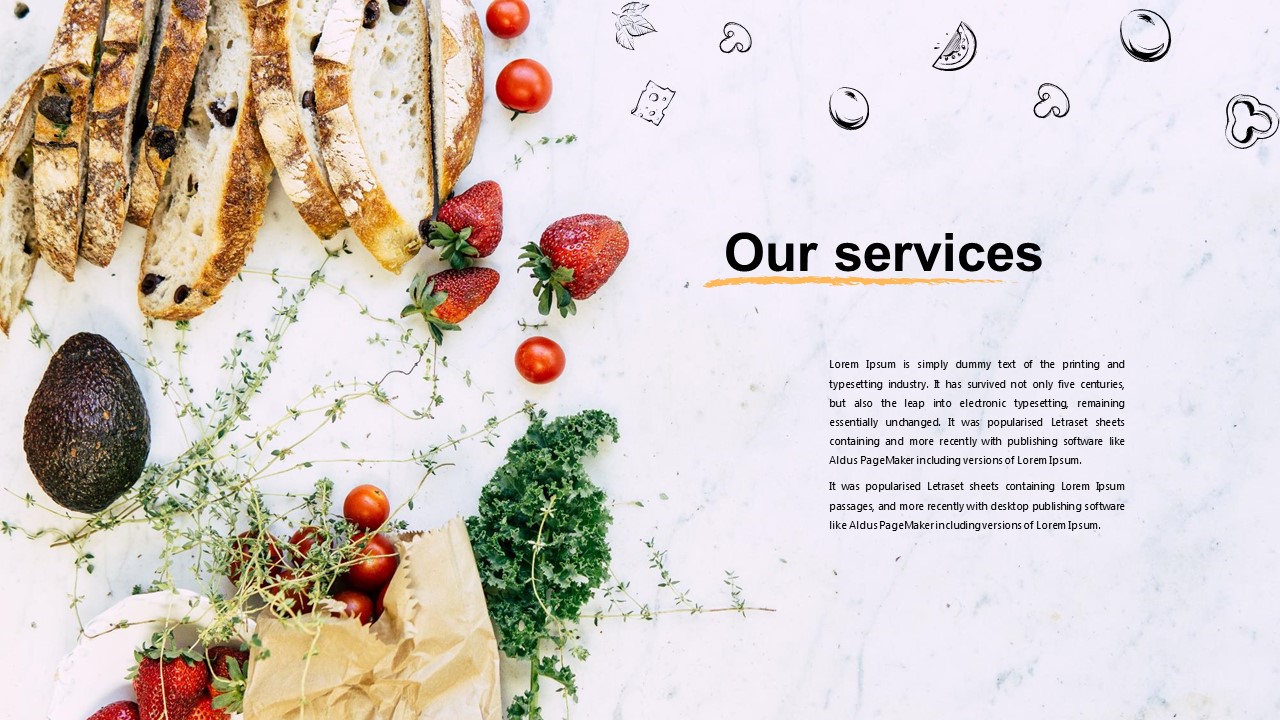 Our services
Lorem Ipsum is simply dummy text of the printing and
typesetting industry. It has survived not only five centuries,
but also the leap into electronic typesetting, remaining
essentially unchanged. It was popularised Letraset sheets
containing and more recently with publishing software like
Aldus PageMaker including versions of Lorem Ipsum.
It was popularised Letraset sheets containing Lorem Ipsum
passages, and more recently with desktop publishing software
like Aldus PageMaker including versions of Lorem Ipsum.